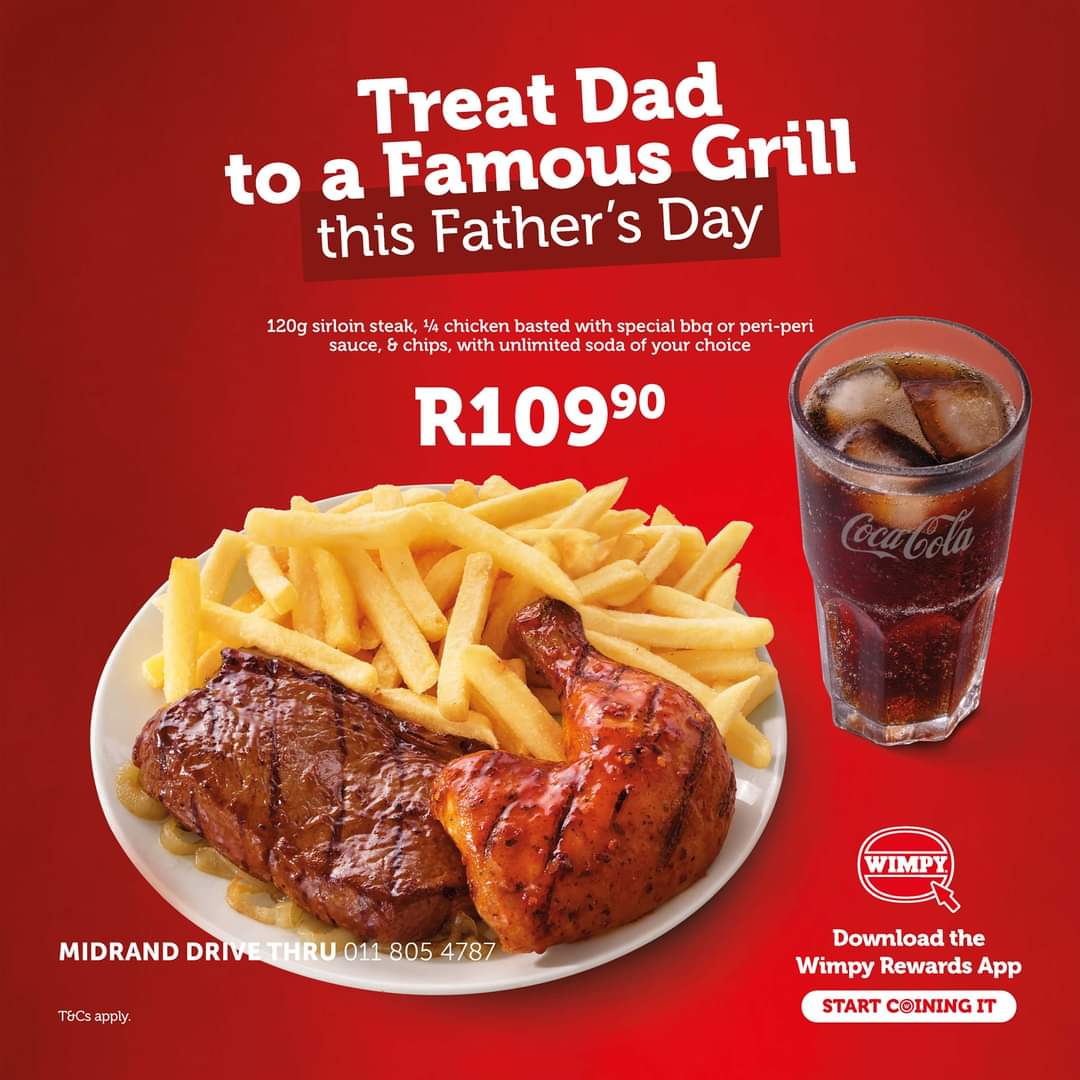 Treat Dad
to a Famous Grill
this Father's Day
120g sirloin steak, ¼ chicken basted with special bbq or peri-peri
sauce, & chips, with unlimited soda of your choice
R109⁹⁰
Coca-Cola
WIMPY
MIDRAND DRIVE THRU 011 805 4787
Download the
Wimpy Rewards App
START COINING IT
T&Cs apply.